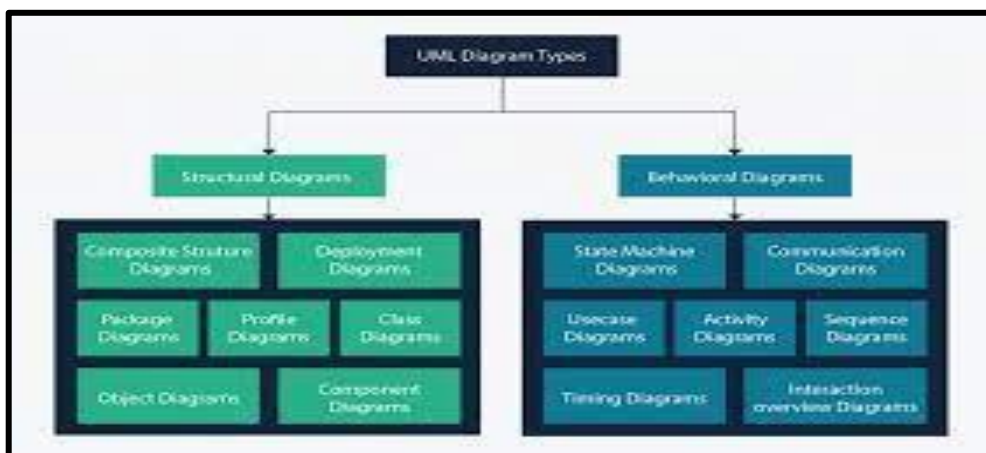 UML Diagram Types
Structural Diagrams
Behavioral Diagrams
Composite Struture
Diagrams
Deployment
Diagrams
Package
Diagrams
Profile
Diagrams
Class
Diagrams
Object Diagrams
Component
Diagrams
State Machine
Diagrams
Communication
Diagrams
Usecase
Diagrams
Activity
Diagrams
Sequence
Diagrams
Timing Diagrams
Interaction
overview Diagrams